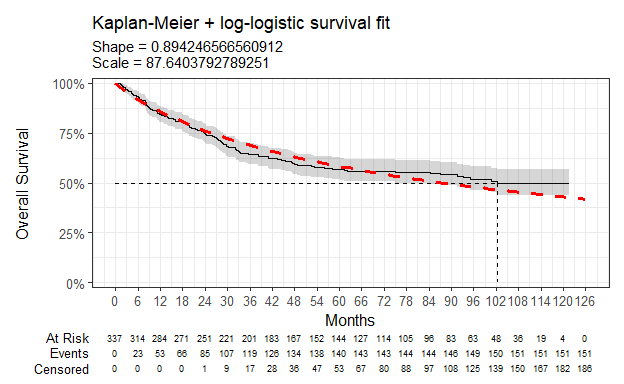 Kaplan-Meier + log-logistic survival fit
Shape = 0.894246566560912
Scale = 87.6403792789251
100%
75%
50%
25%
0%
Overall Survival
0 6 12 18 24 30 36 42 48 54 60 66 72 78 84 90 96 102 108 114 120 126
Months
At Risk 337 314 284 271 251 221 201 183 167 152 144 127 114 105 96 83 63 48 36 19 4 0
Events 0 23 53 66 85 107 119 126 134 138 140 143 143 144 144 146 149 150 151 151 151 151
Censored 0 0 0 0 1 9 17 28 36 47 53 67 80 88 97 108 125 139 150 167 182 186